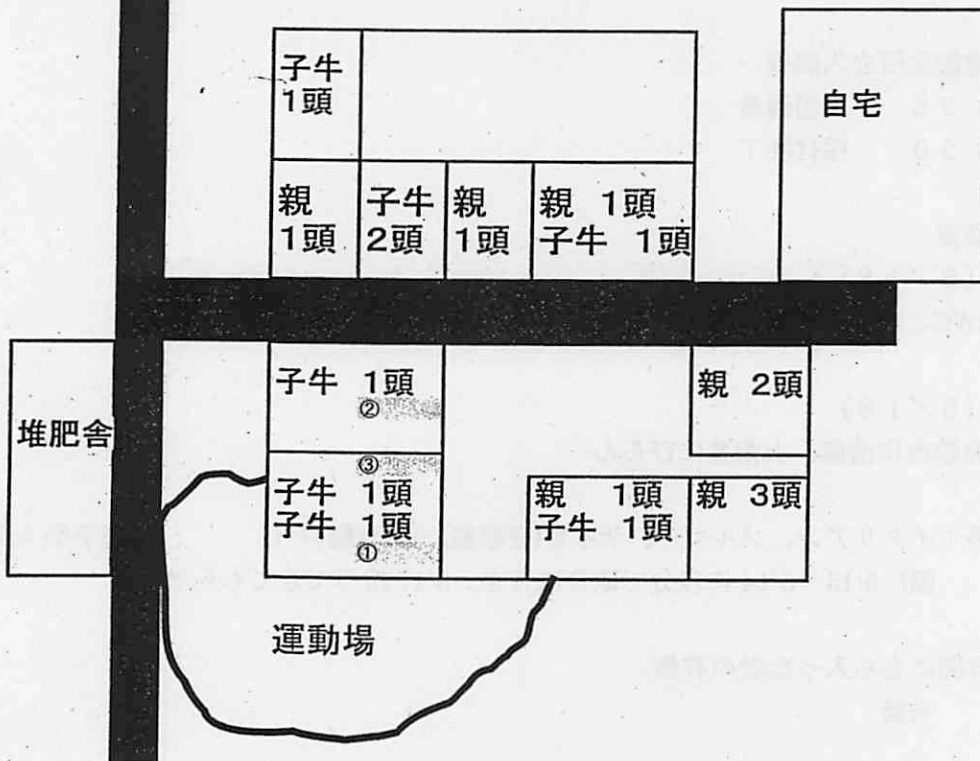 子牛
1頭
自宅
親
1頭
子牛
2頭
親
1頭
親 1頭
子牛 1頭
堆肥舎
子牛 1頭
②
親 2頭
③
子牛 1頭
子牛 1頭
①
親 1頭
子牛 1頭
親 3頭
運動場